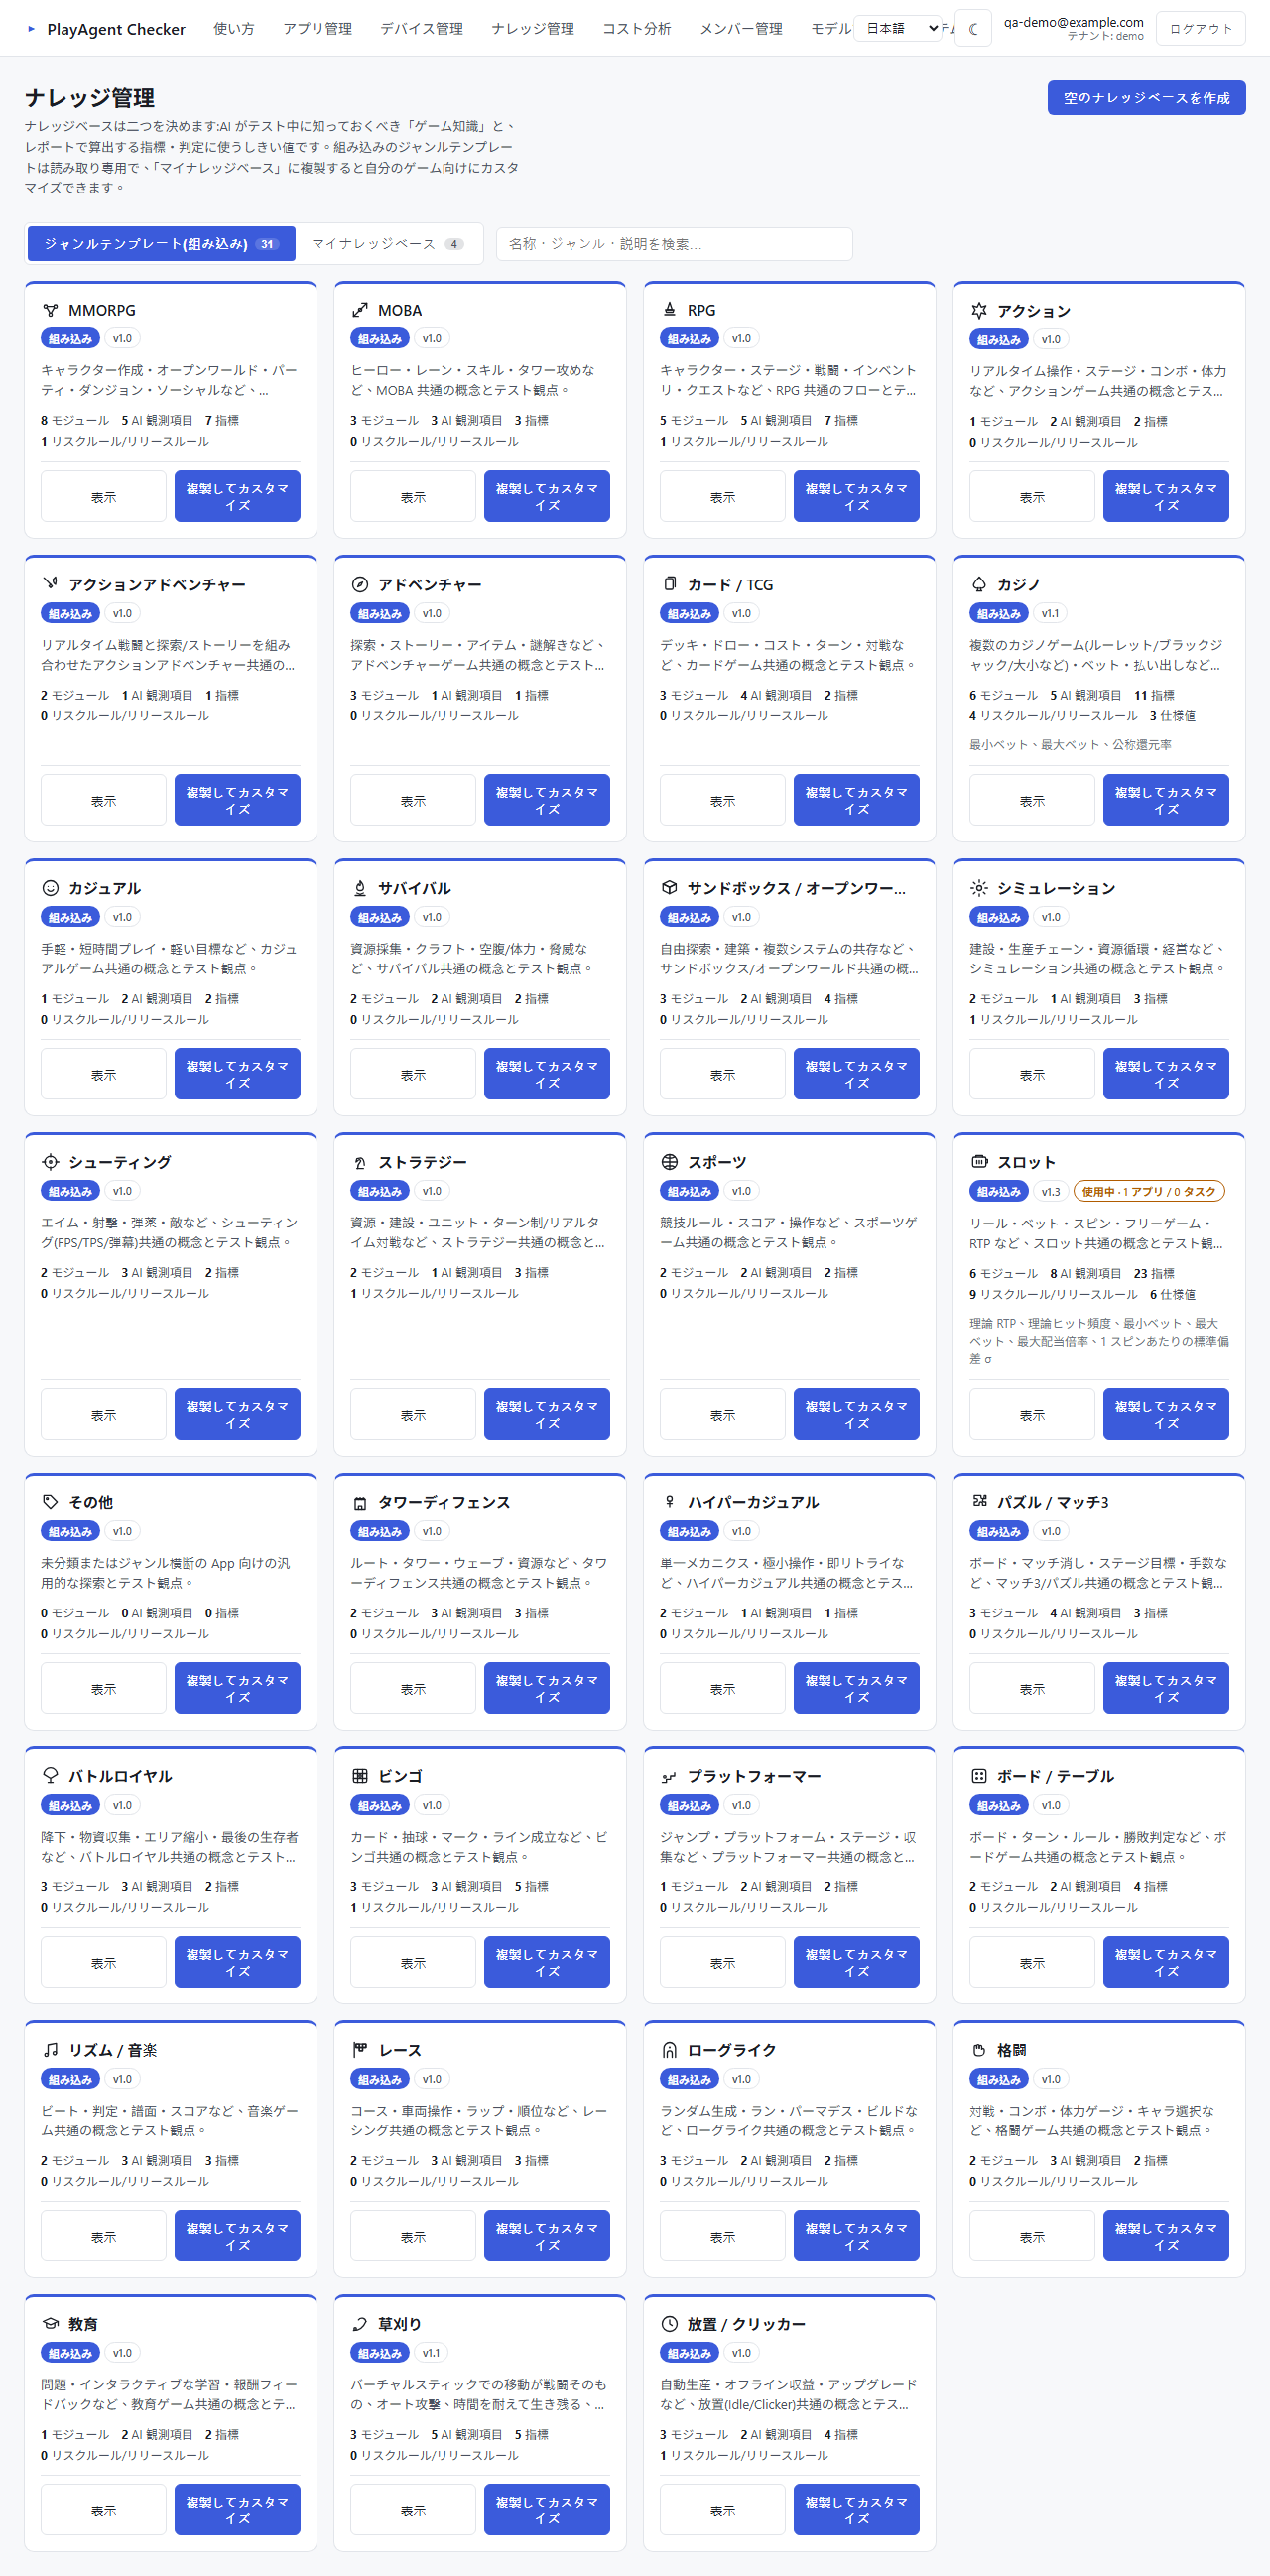 PlayAgent Checker
使い方
アプリ管理
デバイス管理
ナレッジ管理
コスト分析
メンバー管理
モデル
日本語
qa-demo@example.com
テナント: demo
ログアウト
ナレッジ管理
空のナレッジベースを作成
ナレッジベースは二つを決めます:AI がテスト中に知っておくべき「ゲーム知識」と、
レポートで算出する指標・判定に使うしきい値です。組み込みのジャンルテンプレー
トは読み取り専用で、「マイナレッジベース」に複製すると自分のゲーム向けにカスタ
マイズできます。
ジャンルテンプレート(組み込み) 31
マイナレッジベース 4
名称・ジャンル・説明を検索...
MMORPG
組み込み v1.0
キャラクター作成・オープンワールド・パー
ティ・ダンジョン・ソーシャルなど、...
8 モジュール 5 AI 観測項目 7 指標
1 リスクルール/リリースルール
表示
複製してカスタマ
イズ
MOBA
組み込み v1.0
ヒーロー・レーン・スキル・タワー攻めな
ど、MOBA 共通の概念とテスト観点。
3 モジュール 3 AI 観測項目 3 指標
0 リスクルール/リリースルール
表示
複製してカスタマ
イズ
RPG
組み込み v1.0
キャラクター・ステージ・戦闘・インベント
リ・クエストなど、RPG 共通のフローとテ...
5 モジュール 5 AI 観測項目 7 指標
1 リスクルール/リリースルール
表示
複製してカスタマ
イズ
アクション
組み込み v1.0
リアルタイム操作・ステージ・コンボ・体力
など、アクションゲーム共通の概念とテス...
1 モジュール 2 AI 観測項目 2 指標
0 リスクルール/リリースルール
表示
複製してカスタマ
イズ
アクションアドベンチャー
組み込み v1.0
リアルタイム戦闘と探索/ストーリーを組み
合わせたアクションアドベンチャー共通の...
2 モジュール 1 AI 観測項目 1 指標
0 リスクルール/リリースルール
表示
複製してカスタマ
イズ
アドベンチャー
組み込み v1.0
探索・ストーリー・アイテム・謎解きなど、
アドベンチャーゲーム共通の概念とテスト...
3 モジュール 1 AI 観測項目 1 指標
0 リスクルール/リリースルール
表示
複製してカスタマ
イズ
カード / TCG
組み込み v1.0
デッキ・ドロー・コスト・ターン・対戦な
ど、カードゲーム共通の概念とテスト観点。
3 モジュール 4 AI 観測項目 2 指標
0 リスクルール/リリースルール
表示
複製してカスタマ
イズ
カジノ
組み込み v1.1
複数のカジノゲーム(ルーレット/ブラックジ
ャック/大小など)・ベット・払い出しなど...
6 モジュール 5 AI 観測項目 11 指標
4 リスクルール/リリースルール 3 仕様値
最小ベット、最大ベット、公称還元率
表示
複製してカスタマ
イズ
カジュアル
組み込み v1.0
手軽・短時間プレイ・軽い目標など、カジュ
アルゲーム共通の概念とテスト観点。
1 モジュール 2 AI 観測項目 2 指標
0 リスクルール/リリースルール
表示
複製してカスタマ
イズ
サバイバル
組み込み v1.0
資源採集・クラフト・空腹/体力・脅威な
ど、サバイバル共通の概念とテスト観点。
2 モジュール 2 AI 観測項目 2 指標
0 リスクルール/リリースルール
表示
複製してカスタマ
イズ
サンドボックス / オープンワー...
組み込み v1.0
自由探索・建築・複数システムの共存など、
サンドボックス/オープンワールド共通の概...
3 モジュール 2 AI 観測項目 4 指標
0 リスクルール/リリースルール
表示
複製してカスタマ
イズ
シミュレーション
組み込み v1.0
建設・生産チェーン・資源循環・経営など、
シミュレーション共通の概念とテスト観点。
2 モジュール 1 AI 観測項目 3 指標
1 リスクルール/リリースルール
表示
複製してカスタマ
イズ
シューティング
組み込み v1.0
エイム・射撃・弾薬・敵など、シューティン
グ(FPS/TPS/弾幕)共通の概念とテスト観点。
2 モジュール 3 AI 観測項目 2 指標
0 リスクルール/リリースルール
表示
複製してカスタマ
イズ
ストラテジー
組み込み v1.0
資源・建設・ユニット・ターン制/リアルタ
イム対戦など、ストラテジー共通の概念と...
2 モジュール 1 AI 観測項目 3 指標
1 リスクルール/リリースルール
表示
複製してカスタマ
イズ
スポーツ
組み込み v1.0
競技ルール・スコア・操作など、スポーツゲ
ーム共通の概念とテスト観点。
2 モジュール 2 AI 観測項目 2 指標
0 リスクルール/リリースルール
表示
複製してカスタマ
イズ
スロット
組み込み v1.3 使用中 · 1 アプリ / 0 タスク
リール・ベット・スピン・フリーゲーム・
RTP など、スロット共通の概念とテスト観...
6 モジュール 8 AI 観測項目 23 指標
9 リスクルール/リリースルール 6 仕様値
理論 RTP、理論ヒット頻度、最小ベット、最大
ベット、最大配当倍率、1 スピンあたりの標準偏
差 σ
表示
複製してカスタマ
イズ
その他
組み込み v1.0
未分類またはジャンル横断の App 向けの汎
用的な探索とテスト観点。
0 モジュール 0 AI 観測項目 0 指標
0 リスクルール/リリースルール
表示
複製してカスタマ
イズ
タワーディフェンス
組み込み v1.0
ルート・タワー・ウェーブ・資源など、タワ
ーディフェンス共通の概念とテスト観点。
2 モジュール 3 AI 観測項目 3 指標
0 リスクルール/リリースルール
表示
複製してカスタマ
イズ
ハイパーカジュアル
組み込み v1.0
単一メカニクス・極小操作・即リトライな
ど、ハイパーカジュアル共通の概念とテス...
2 モジュール 1 AI 観測項目 1 指標
0 リスクルール/リリースルール
表示
複製してカスタマ
イズ
パズル / マッチ3
組み込み v1.0
ボード・マッチ消し・ステージ目標・手数な
ど、マッチ3/パズル共通の概念とテスト観...
3 モジュール 4 AI 観測項目 3 指標
0 リスクルール/リリースルール
表示
複製してカスタマ
イズ
バトルロイヤル
組み込み v1.0
降下・物資収集・エリア縮小・最後の生存者
など、バトルロイヤル共通の概念とテスト...
3 モジュール 3 AI 観測項目 2 指標
0 リスクルール/リリースルール
表示
複製してカスタマ
イズ
ビンゴ
組み込み v1.0
カード・抽球・マーク・ライン成立など、ビ
ンゴ共通の概念とテスト観点。
3 モジュール 3 AI 観測項目 5 指標
1 リスクルール/リリースルール
表示
複製してカスタマ
イズ
プラットフォーマー
組み込み v1.0
ジャンプ・プラットフォーム・ステージ・収
集など、プラットフォーマー共通の概念と...
1 モジュール 2 AI 観測項目 2 指標
0 リスクルール/リリースルール
表示
複製してカスタマ
イズ
ボード / テーブル
組み込み v1.0
ボード・ターン・ルール・勝敗判定など、ボ
ードゲーム共通の概念とテスト観点。
2 モジュール 2 AI 観測項目 4 指標
0 リスクルール/リリースルール
表示
複製してカスタマ
イズ
リズム / 音楽
組み込み v1.0
ビート・判定・譜面・スコアなど、音楽ゲー
ム共通の概念とテスト観点。
2 モジュール 3 AI 観測項目 3 指標
0 リスクルール/リリースルール
表示
複製してカスタマ
イズ
レース
組み込み v1.0
コース・車両操作・ラップ・順位など、レー
シング共通の概念とテスト観点。
2 モジュール 3 AI 観測項目 3 指標
0 リスクルール/リリースルール
表示
複製してカスタマ
イズ
ローグライク
組み込み v1.0
ランダム生成・ラン・パーマデス・ビルドな
ど、ローグライク共通の概念とテスト観点。
3 モジュール 2 AI 観測項目 2 指標
0 リスクルール/リリースルール
表示
複製してカスタマ
イズ
格闘
組み込み v1.0
対戦・コンボ・体力ゲージ・キャラ選択な
ど、格闘ゲーム共通の概念とテスト観点。
2 モジュール 3 AI 観測項目 2 指標
0 リスクルール/リリースルール
表示
複製してカスタマ
イズ
教育
組み込み v1.0
問題・インタラクティブな学習・報酬フィー
ドバックなど、教育ゲーム共通の概念とテ...
1 モジュール 2 AI 観測項目 2 指標
0 リスクルール/リリースルール
表示
複製してカスタマ
イズ
草刈り
組み込み v1.1
バーチャルスティックでの移動が戦闘そのも
の、オート攻撃、時間を耐えて生き残る、...
3 モジュール 5 AI 観測項目 5 指標
0 リスクルール/リリースルール
表示
複製してカスタマ
イズ
放置 / クリッカー
組み込み v1.0
自動生産・オフライン収益・アップグレード
など、放置(Idle/Clicker)共通の概念とテス...
3 モジュール 2 AI 観測項目 4 指標
1 リスクルール/リリースルール
表示
複製してカスタマ
イズ